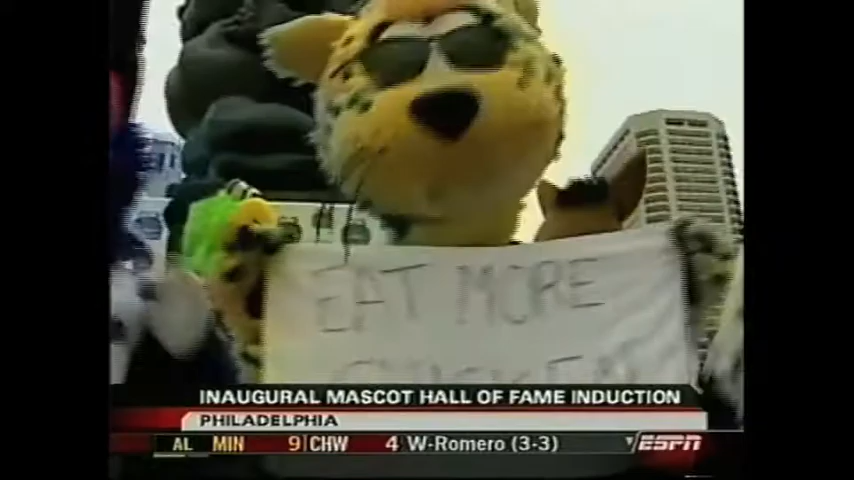 EAT MORE
INAUGURAL MASCOT HALL OF FAME INDUCTION
PHILADELPHIA
AL MIN 9 CHW 4 W-Romero (3-3) ESPN